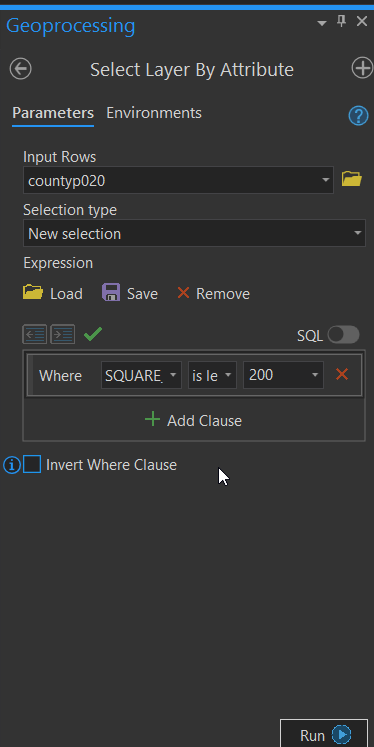 Geoprocessing
Select Layer By Attribute
Parameters Environments
Input Rows
countyp020
Selection type
New selection
Expression
Load Save Remove
SQL
Where SQUARE_ is le 200
Add Clause
Invert Where Clause
Run